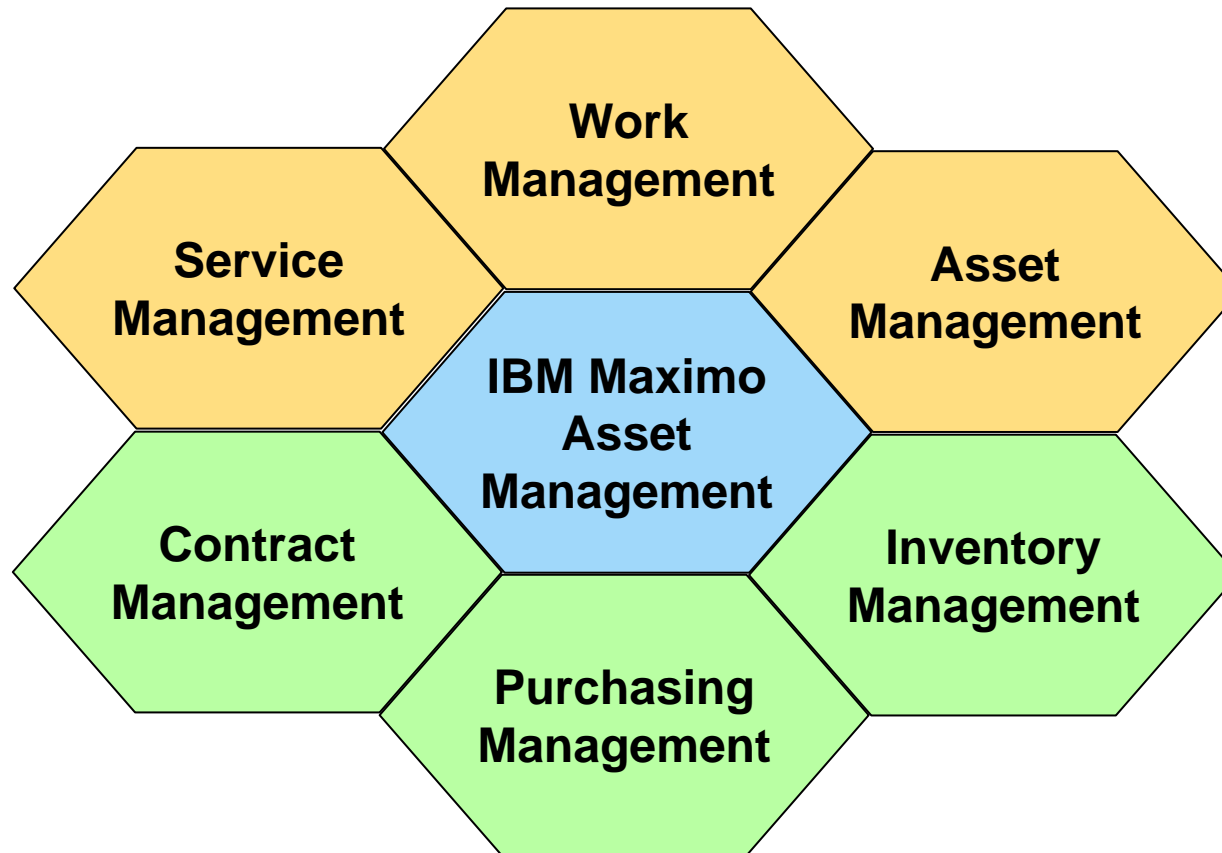 Work
Management
Service
Management
Asset
Management
IBM Maximo
Asset
Management
Contract
Management
Inventory
Management
Purchasing
Management